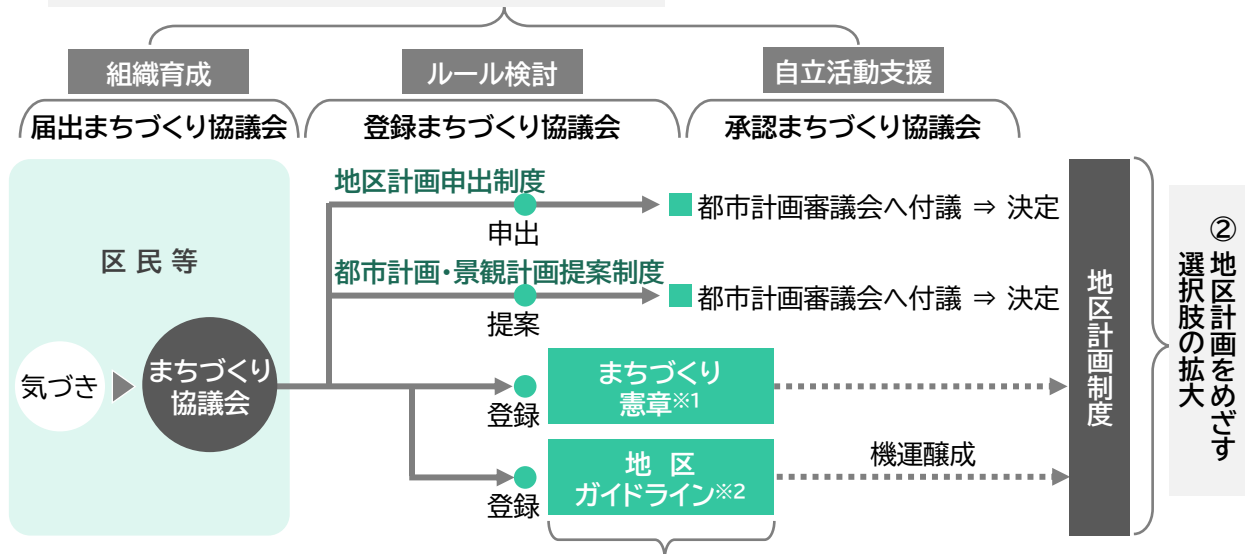 組織育成
ルール検討
自立活動支援
届出まちづくり協議会
登録まちづくり協議会
承認まちづくり協議会
地区計画申出制度
申出
都市計画審議会へ付議 ⇒ 決定
区民等
都市計画・景観計画提案制度
提案
都市計画審議会へ付議 ⇒ 決定
気づき
まちづくり
協議会
登録
まちづくり
憲章※1
登録
地 区
ガイドライン※2
機運醸成
地区計画制度
②地区計画をめざす
選択肢の拡大